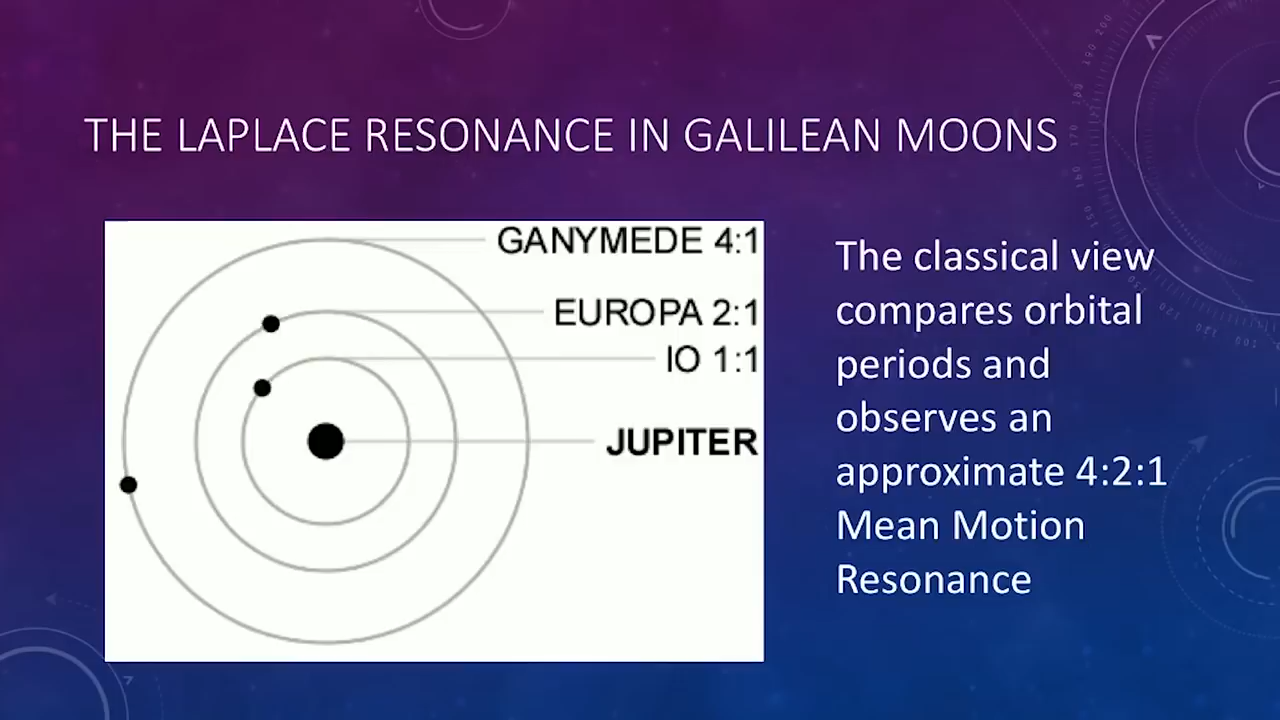 THE LAPLACE RESONANCE IN GALILEAN MOONS
GANYMEDE 4:1
EUROPA 2:1
IO 1:1
JUPITER
The classical view
compares orbital
periods and
observes an
approximate 4:2:1
Mean Motion
Resonance